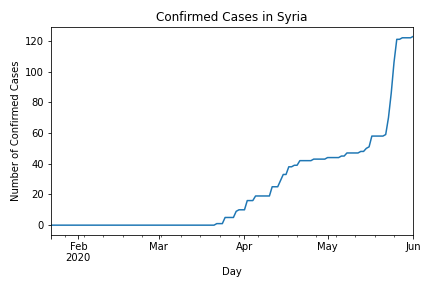 Confirmed Cases in Syria
Number of Confirmed Cases
120
100
80
60
40
20
0
Feb
2020
Mar
Apr
May
Jun
Day